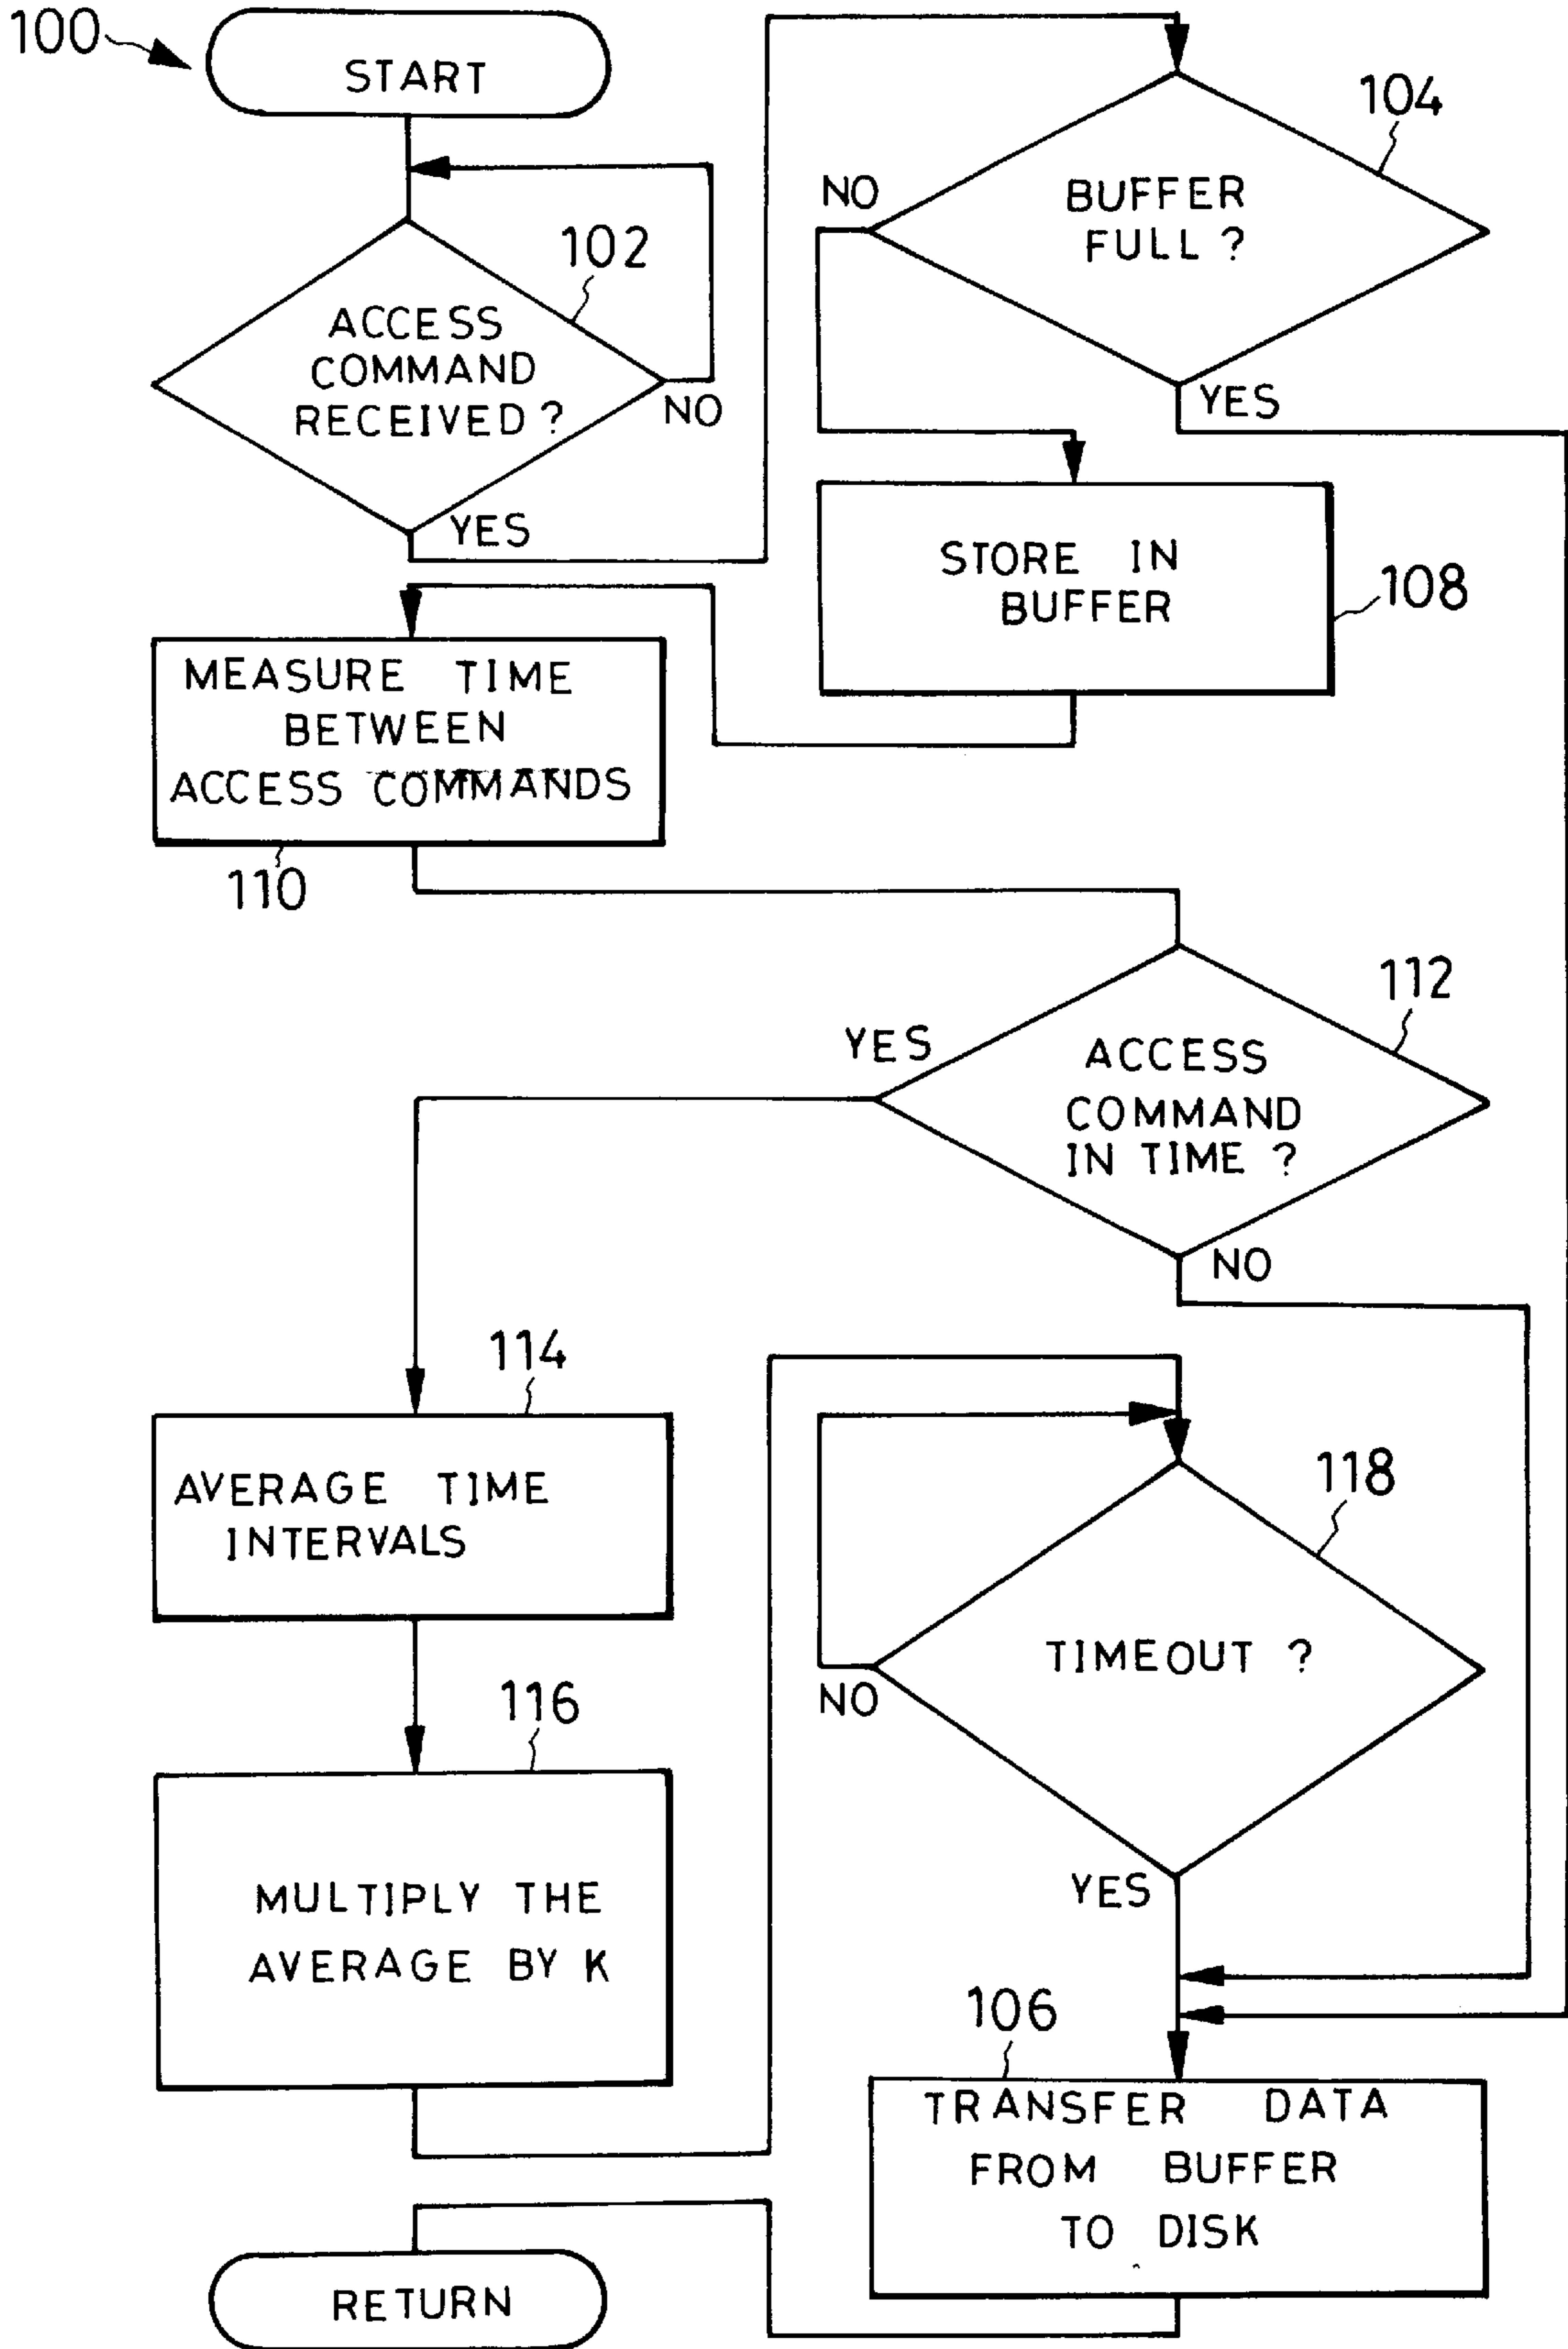 100
START
102
ACCESS
COMMAND
RECEIVED ?
NO
YES
104
BUFFER
FULL ?
NO
YES
STORE IN
BUFFER
108
MEASURE TIME
BETWEEN
ACCESS COMMANDS
110
112
ACCESS
COMMAND
IN TIME ?
YES
NO
114
AVERAGE TIME
INTERVALS
116
MULTIPLY THE
AVERAGE BY K
118
TIMEOUT ?
NO
YES
106
TRANSFER DATA
FROM BUFFER
TO DISK
RETURN